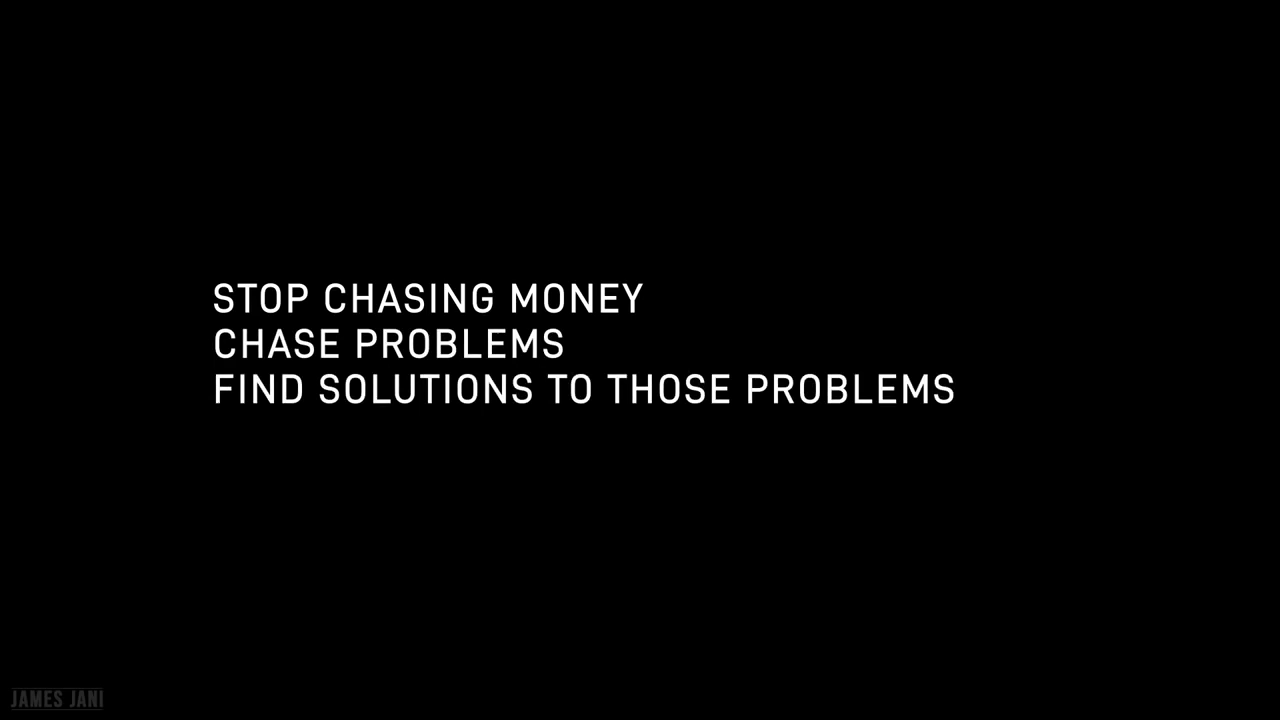 STOP CHASING MONEY
CHASE PROBLEMS
FIND SOLUTIONS TO THOSE PROBLEMS
JAMES JANI